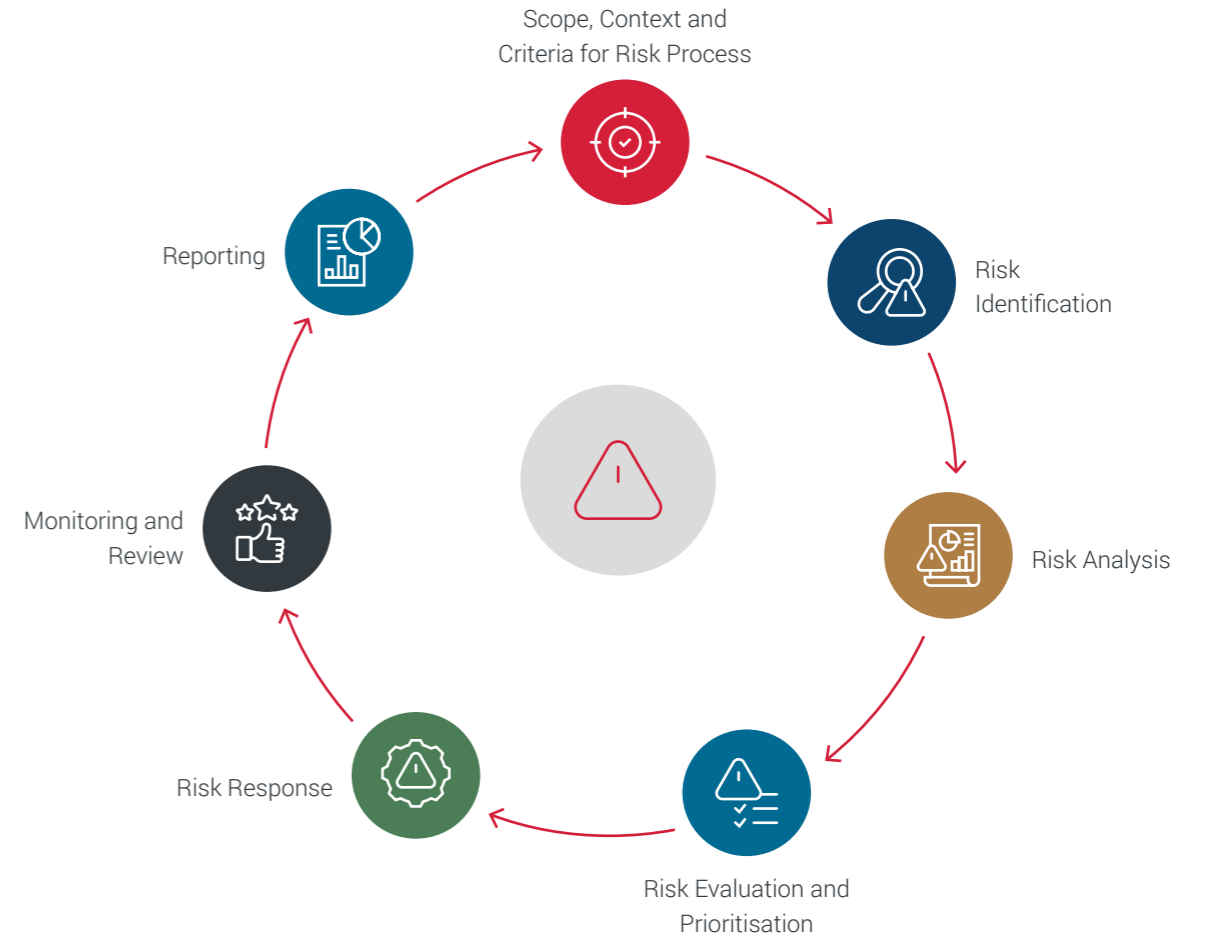 Scope, Context and
Criteria for Risk Process
Risk
Identification
Risk Analysis
Risk Evaluation and
Prioritisation
Risk Response
Monitoring and
Review
Reporting